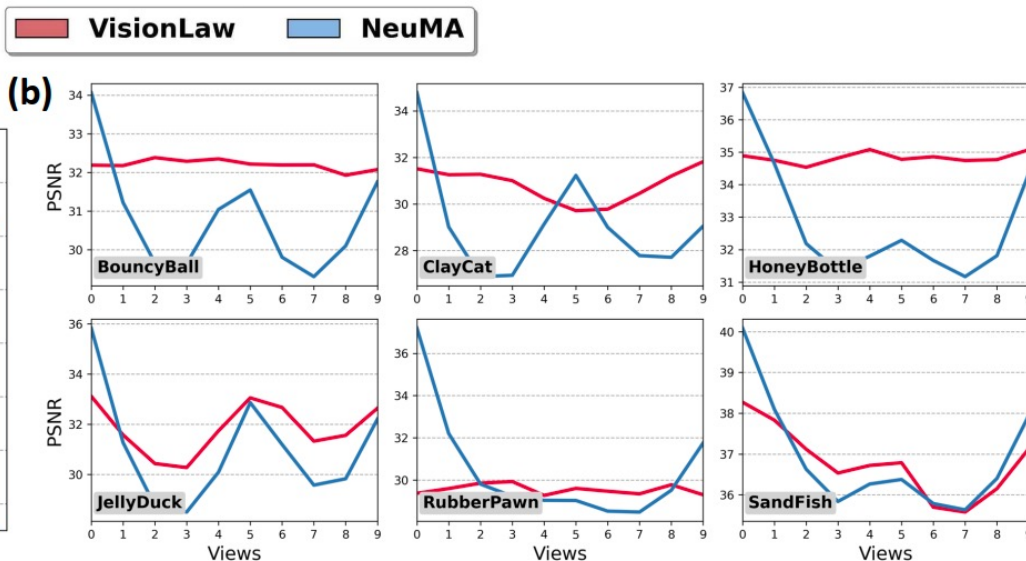 VisionLaw NeuMA
(b)
PSNR
34
33
32
31
30
BouncyBall
0 1 2 3 4 5 6 7 8 9
34
32
30
28
ClayCat
0 1 2 3 4 5 6 7 8 9
37
36
35
34
33
32
31
HoneyBottle
0 1 2 3 4 5 6 7 8 9
PSNR
36
34
32
30
JellyDuck
0 1 2 3 4 5 6 7 8 9
Views
36
34
32
30
RubberPawn
0 1 2 3 4 5 6 7 8 9
Views
40
39
38
37
36
SandFish
0 1 2 3 4 5 6 7 8 9
Views